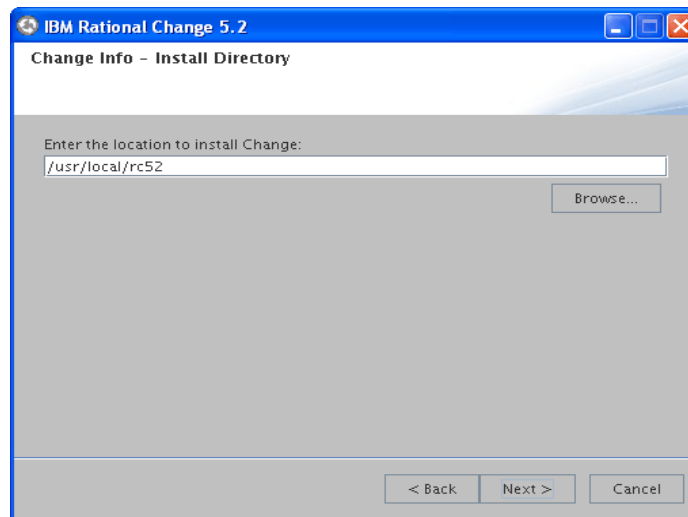 IBM Rational Change 5.2
Change Info – Install Directory
Enter the location to install Change:
/usr/local/rc52
Browse...
< Back
Next >
Cancel